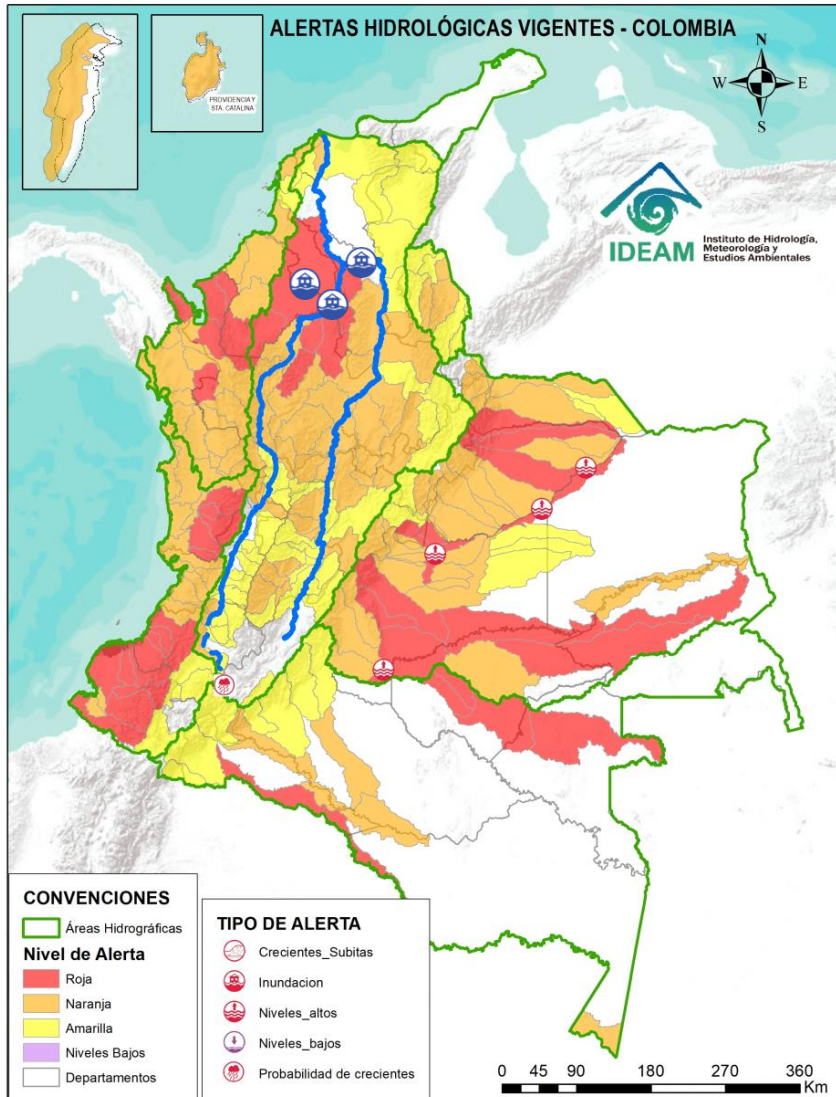 ALERTAS HIDROLÓGICAS VIGENTES - COLOMBIA
PROVIDENCIA Y
STA. CATALINA
N
W
E
S
IDEAM
Instituto de Hidrología,
Meteorología y
Estudios Ambientales
CONVENCIONES
Áreas Hidrográficas
Nivel de Alerta
Roja
Naranja
Amarilla
Niveles Bajos
Departamentos
TIPO DE ALERTA
Crecientes_Subitas
Inundacion
Niveles_altos
Niveles_bajos
Probabilidad de crecientes
0 45 90 180 270 360
Km